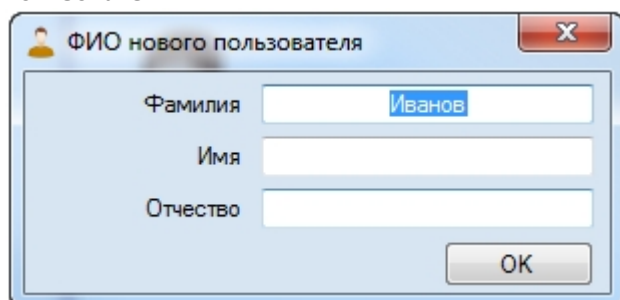 ФИО нового пользователя
Фамилия Иванов
Имя
Отчество
OK